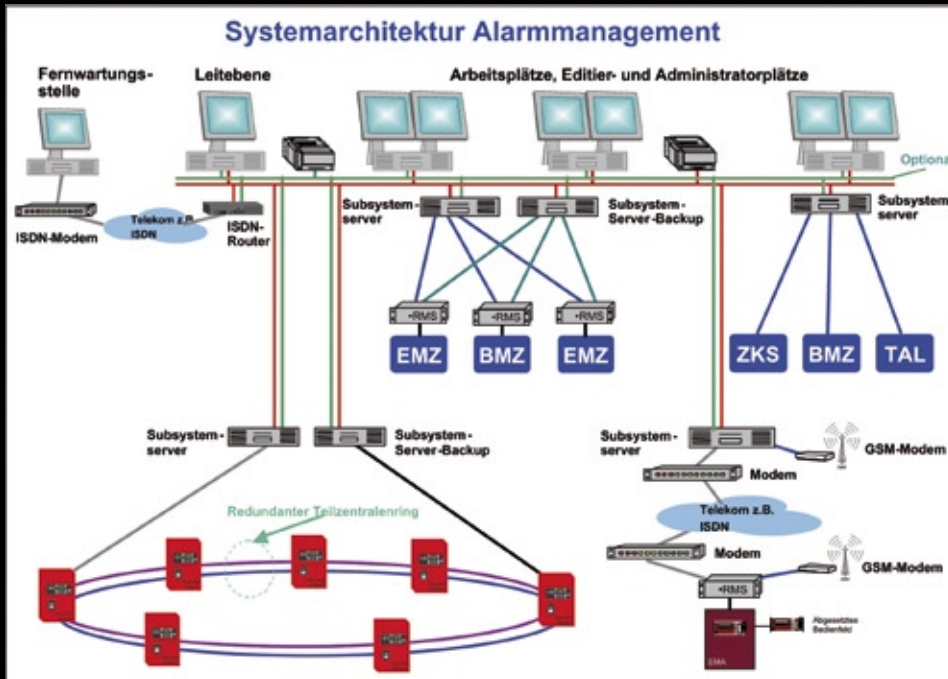 Systemarchitektur Alarmmanagement
Fernwartungs-
stelle
Leitebene
Arbeitsplätze, Editier- und Administratorplätze
Optional
ISDN-Modem
Telekom z.B.
ISDN
ISDN-
Router
Subsystem-
server
Subsystem-
Server-Backup
Subsystem-
server
•RMS
•RMS
•RMS
EMZ
BMZ
EMZ
ZKS
BMZ
TAL
Subsystem-
server
Subsystem-
Server-Backup
Subsystem-
server
GSM-Modem
Modem
Redundanter Teilzentralenring
Telekom z.B.
ISDN
Modem
GSM-Modem
•RMS
Abgesetztes
Bedienfeld
EMA